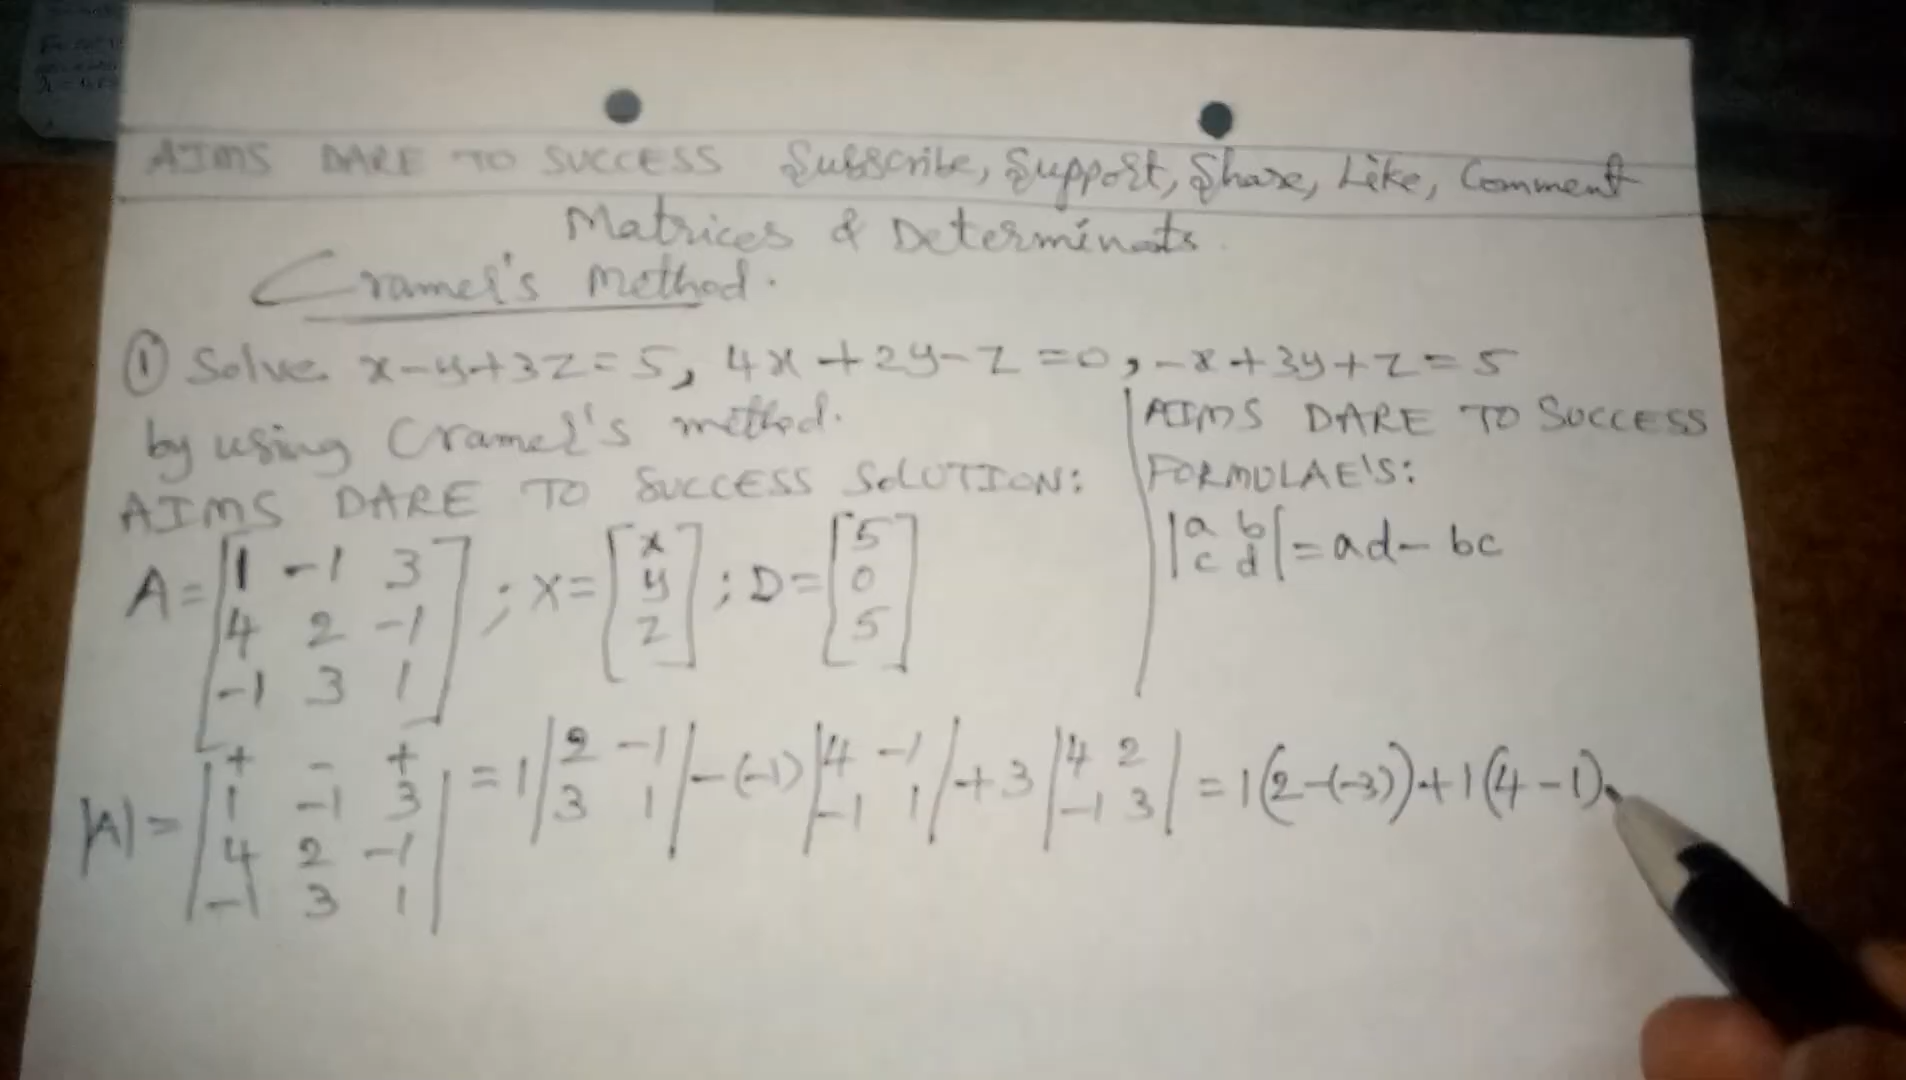 AIMS DARE TO SUCCESS Subscribe, Support, Share, Like, Comment
Matrices & Determinats.
Cramer's Method.
① Solve x-y+3z=5, 4x+2y-z=0, -x+3y+z=5
by using Cramer's method.
AIMS DARE TO SUCCESS SOLUTION:
AIMS DARE TO SUCCESS
FORMULAE'S:
|a b|
|c d| = ad - bc
A = [1 -1 3] ; X = [x] ; D = [5]
[4 2 -1] [y] [0]
[-1 3 1] [z] [5]
+ - +
|A| = |1 -1 3| = 1|2 -1| -(-1)|4 -1| +3|4 2| = 1(2-(-3))+1(4-1)
|4 2 -1| |3 1| |-1 1| |-1 3|
|-1 3 1|